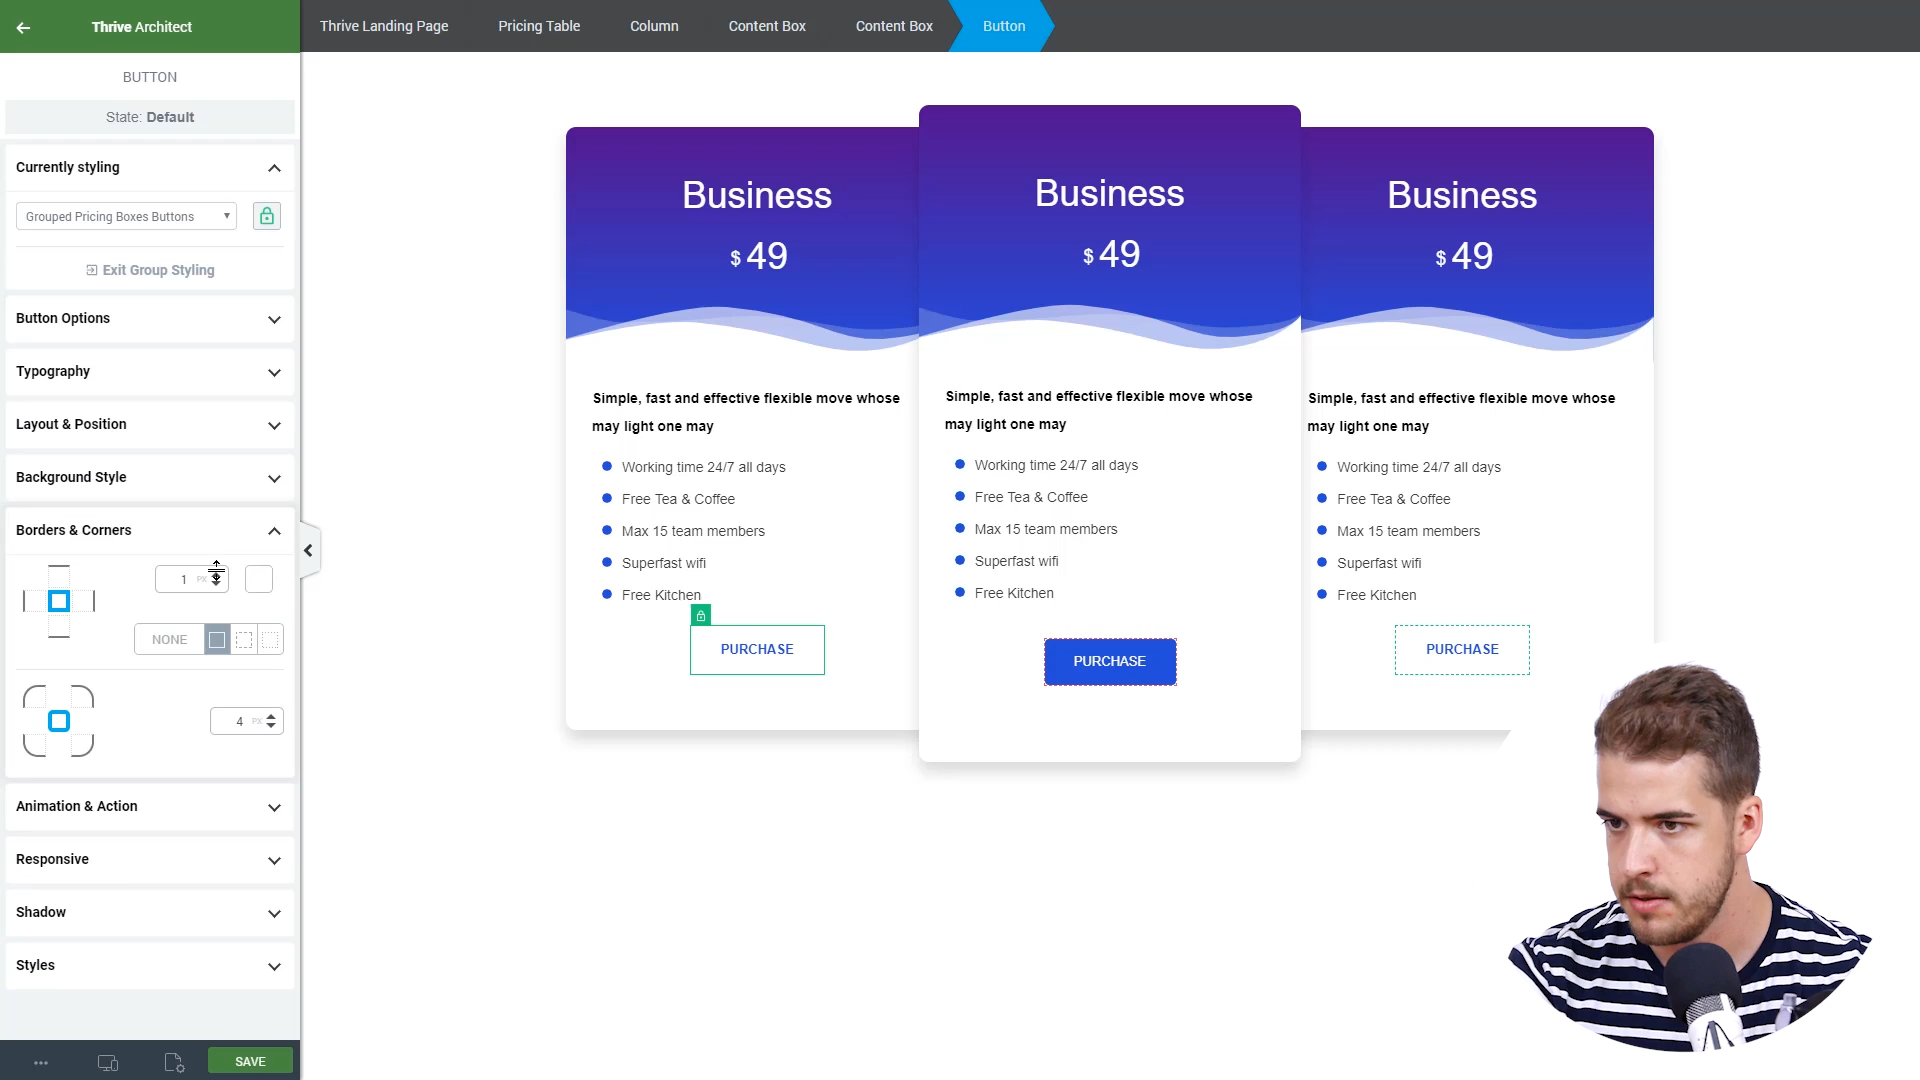 Thrive Architect
Thrive Landing Page
Pricing Table
Column
Content Box
Content Box
Button
BUTTON
State: Default
Currently styling
Grouped Pricing Boxes Buttons
Exit Group Styling
Button Options
Typography
Layout & Position
Background Style
Borders & Corners
1 PX
NONE
4 PX
Animation & Action
Responsive
Shadow
Styles
SAVE
Business
$ 49
Simple, fast and effective flexible move whose
may light one may
Working time 24/7 all days
Free Tea & Coffee
Max 15 team members
Superfast wifi
Free Kitchen
PURCHASE
Business
$ 49
Simple, fast and effective flexible move whose
may light one may
Working time 24/7 all days
Free Tea & Coffee
Max 15 team members
Superfast wifi
Free Kitchen
PURCHASE
Business
$ 49
Simple, fast and effective flexible move whose
may light one may
Working time 24/7 all days
Free Tea & Coffee
Max 15 team members
Superfast wifi
Free Kitchen
PURCHASE